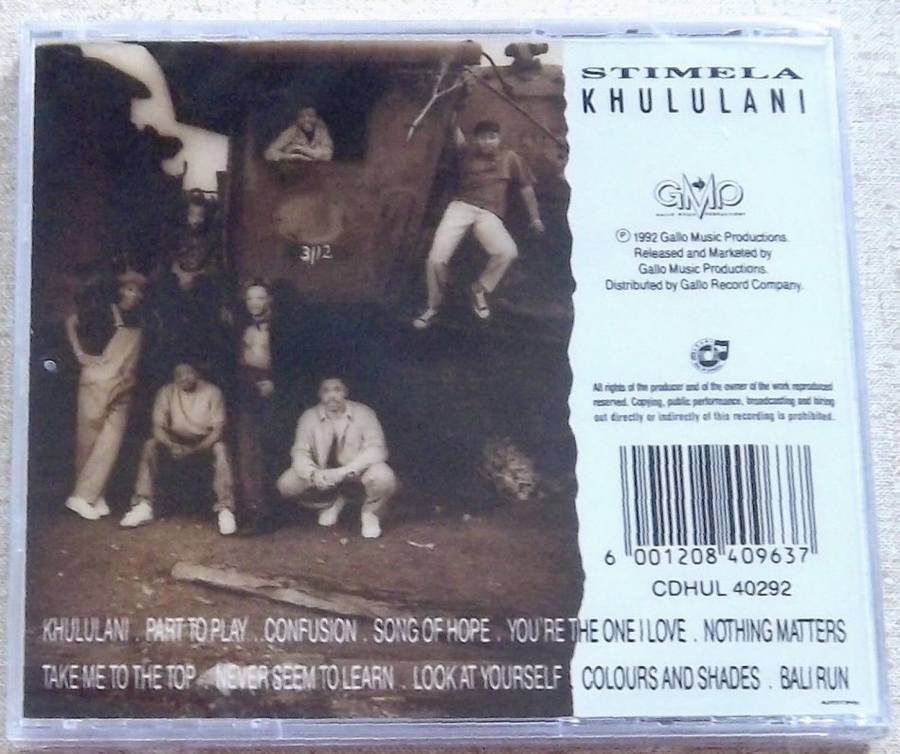 STIMELA
KHULULANI
GMP
GALLO MUSIC PRODUCTIONS
℗ 1992 Gallo Music Productions.
Released and Marketed by
Gallo Music Productions.
Distributed by Gallo Record Company.
All rights of the producer and of the owner of the work reproduced
reserved. Copying, public performance, broadcasting and hiring
out directly or indirectly of this recording is prohibited.
3112
6 001208 409637
CDHUL 40292
KHULULANI . PART TO PLAY . CONFUSION . SONG OF HOPE . YOU'RE THE ONE I LOVE . NOTHING MATTERS
TAKE ME TO THE TOP . NEVER SEEM TO LEARN . LOOK AT YOURSELF . COLOURS AND SHADES . BALI RUN